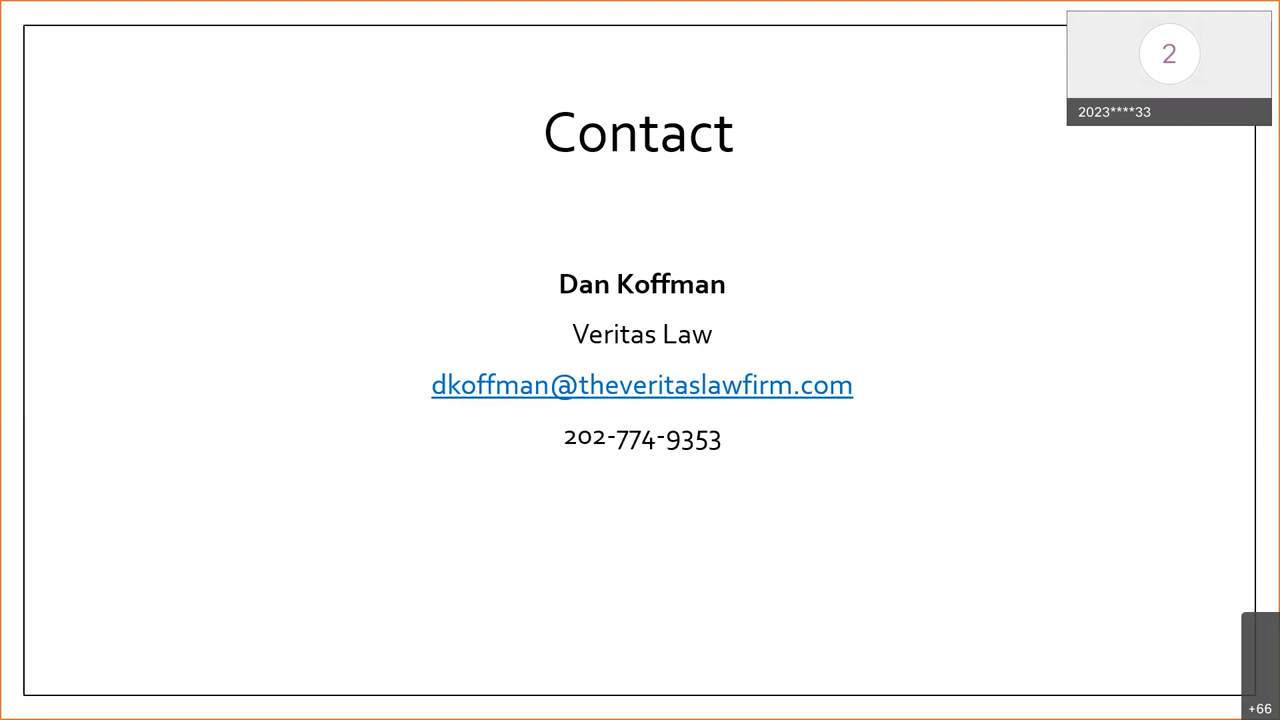 2
2023****33
Contact
Dan Koffman
Veritas Law
dkoffman@theveritaslawfirm.com
202-774-9353
+66